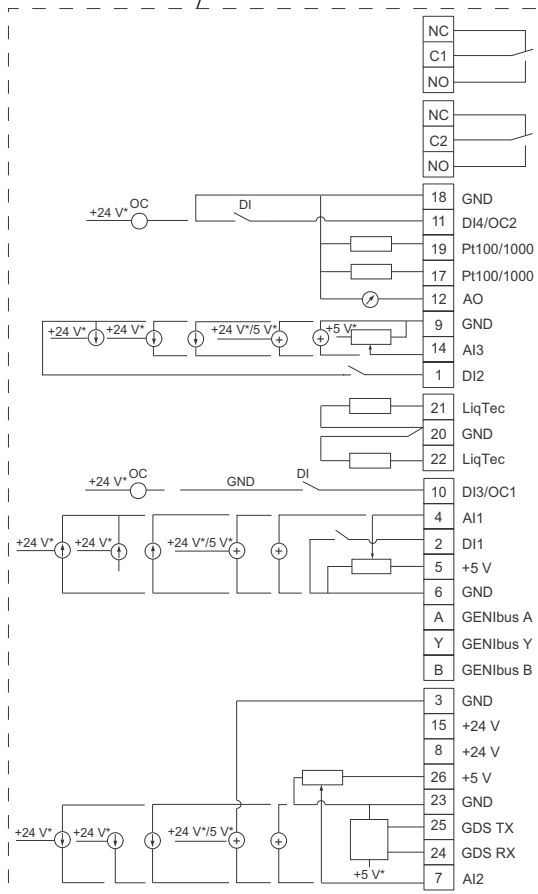 NC
C1
NO
NC
C2
NO
18 GND
+24 V* OC DI 11 DI4/OC2
19 Pt100/1000
17 Pt100/1000
12 AO
9 GND
+24 V* +24 V* +24 V*/5 V* +5 V*
14 AI3
1 DI2
21 LiqTec
20 GND
22 LiqTec
+24 V* OC GND DI 10 DI3/OC1
4 AI1
2 DI1
+24 V* +24 V* +24 V*/5 V*
5 +5 V
6 GND
A GENIbus A
Y GENIbus Y
B GENIbus B
3 GND
15 +24 V
8 +24 V
26 +5 V
23 GND
25 GDS TX
+24 V* +24 V* +24 V*/5 V*
24 GDS RX
+5 V*
7 AI2